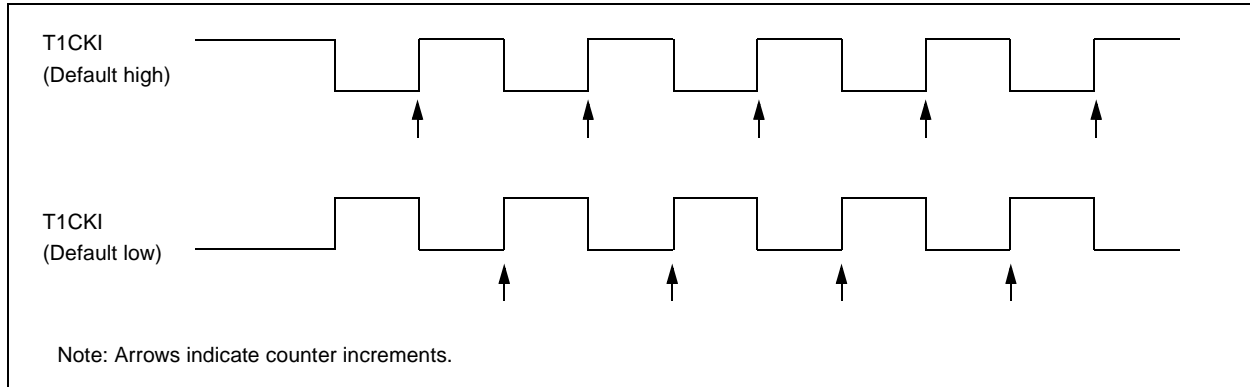 T1CKI
(Default high)
T1CKI
(Default low)
Note: Arrows indicate counter increments.